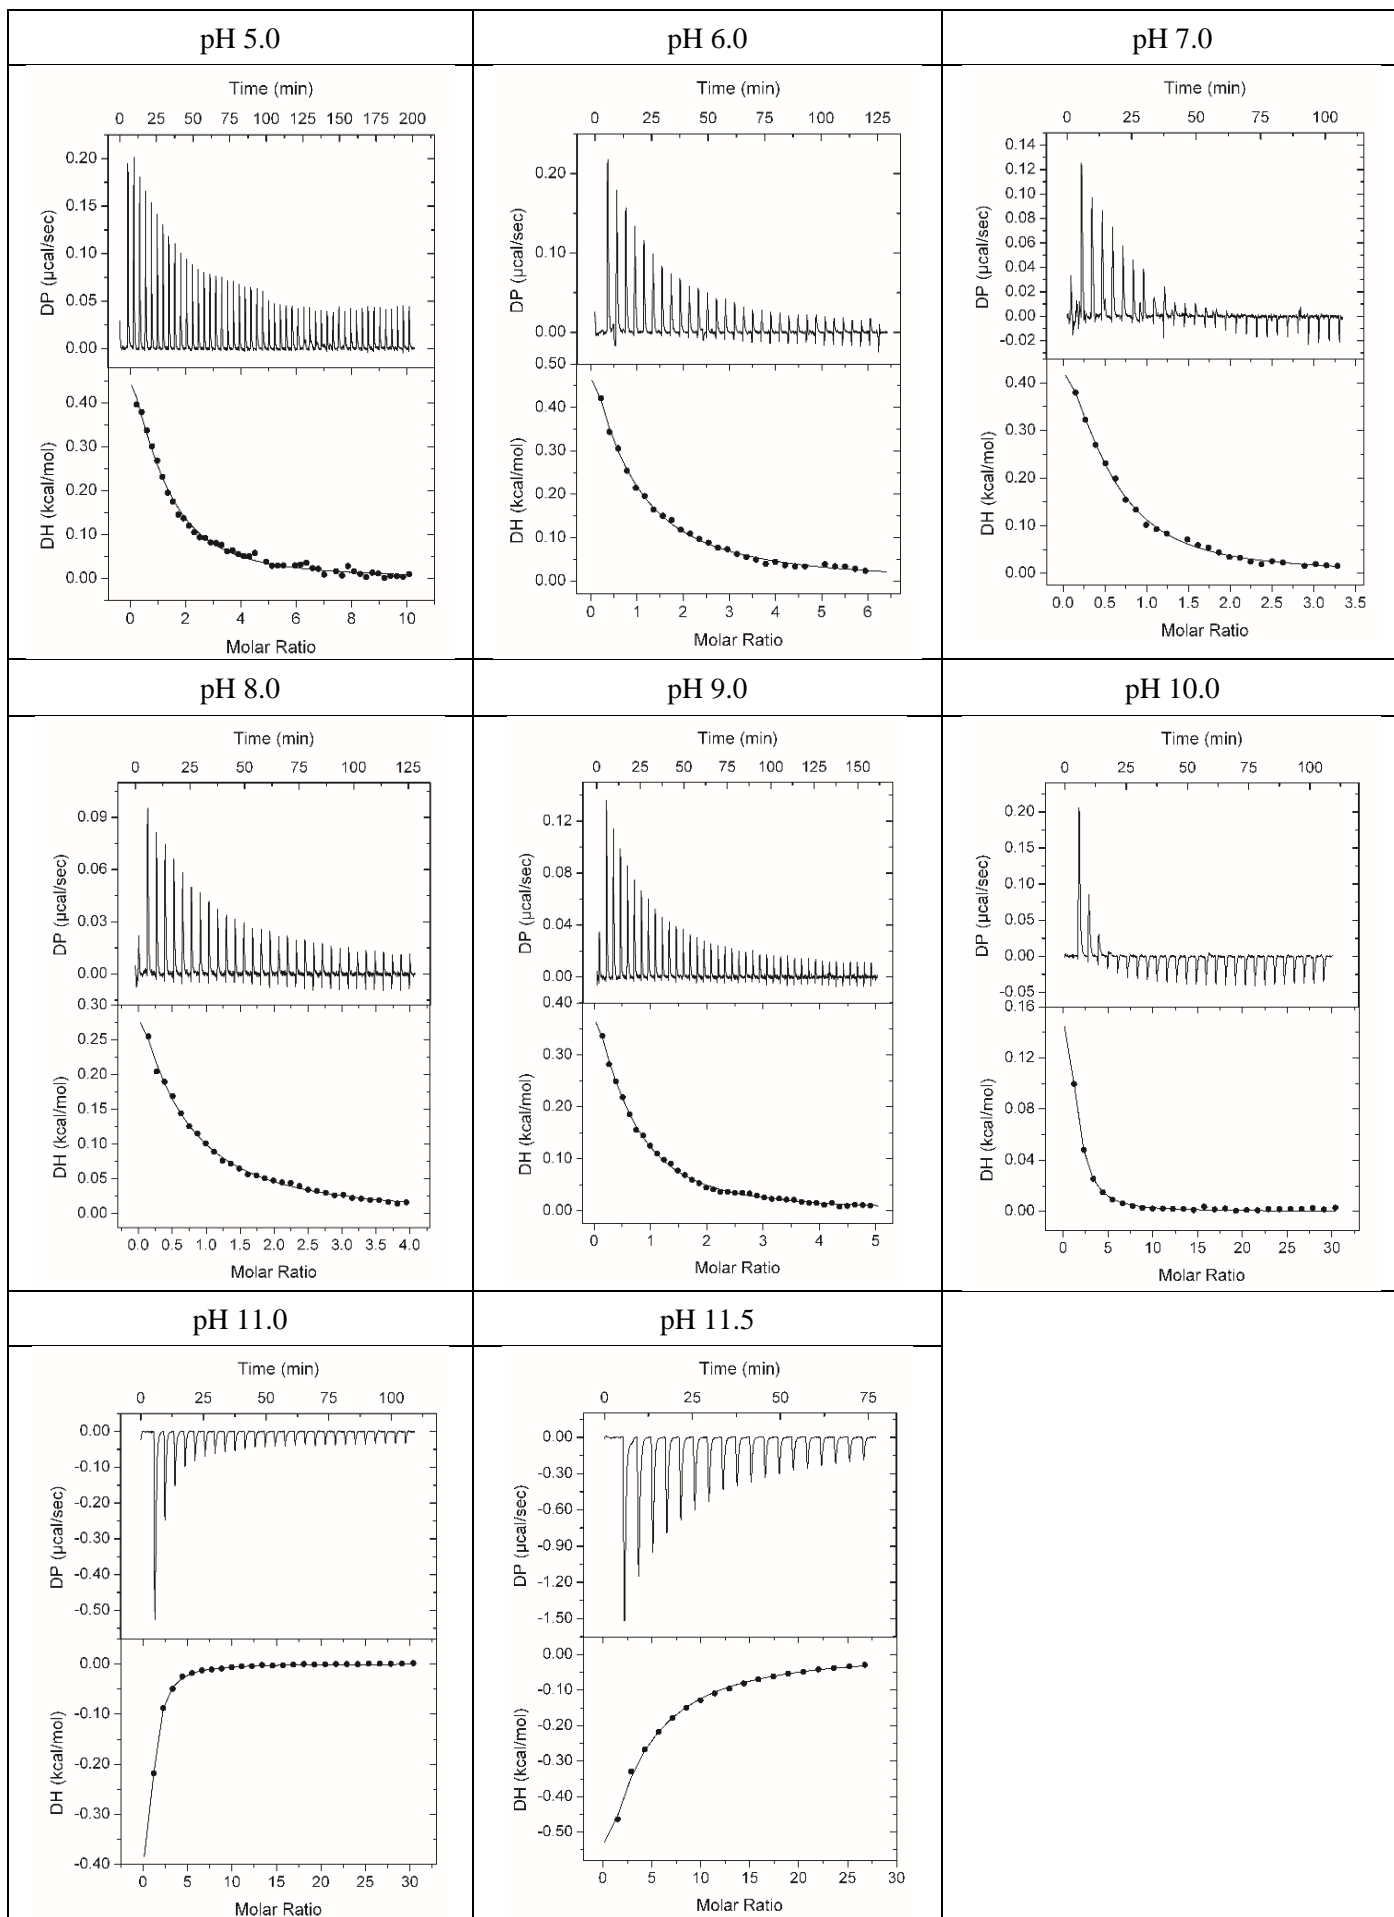 pH 5.0
Time (min)
0 25 50 75 100 125 150 175 200
DP (µcal/sec)
0.20
0.15
0.10
0.05
0.00
DH (kcal/mol)
0.40
0.30
0.20
0.10
0.00
0 2 4 6 8 10
Molar Ratio
pH 6.0
Time (min)
0 25 50 75 100 125
DP (µcal/sec)
0.20
0.10
0.00
0.50
DH (kcal/mol)
0.40
0.30
0.20
0.10
0.00
0 1 2 3 4 5 6
Molar Ratio
pH 7.0
Time (min)
0 25 50 75 100
DP (µcal/sec)
0.14
0.12
0.10
0.08
0.06
0.04
0.02
0.00
-0.02
DH (kcal/mol)
0.40
0.30
0.20
0.10
0.00
0.0 0.5 1.0 1.5 2.0 2.5 3.0 3.5
Molar Ratio
pH 8.0
Time (min)
0 25 50 75 100 125
DP (µcal/sec)
0.09
0.06
0.03
0.00
0.30
DH (kcal/mol)
0.25
0.20
0.15
0.10
0.05
0.00
0.0 0.5 1.0 1.5 2.0 2.5 3.0 3.5 4.0
Molar Ratio
pH 9.0
Time (min)
0 25 50 75 100 125 150
DP (µcal/sec)
0.12
0.08
0.04
0.00
0.40
DH (kcal/mol)
0.30
0.20
0.10
0.00
0 1 2 3 4 5
Molar Ratio
pH 10.0
Time (min)
0 25 50 75 100
DP (µcal/sec)
0.20
0.15
0.10
0.05
0.00
-0.05
0.16
DH (kcal/mol)
0.12
0.08
0.04
0.00
0 5 10 15 20 25 30
Molar Ratio
pH 11.0
Time (min)
0 25 50 75 100
DP (µcal/sec)
0.00
-0.10
-0.20
-0.30
-0.40
-0.50
DH (kcal/mol)
0.00
-0.10
-0.20
-0.30
-0.40
0 5 10 15 20 25 30
Molar Ratio
pH 11.5
Time (min)
0 25 50 75
DP (µcal/sec)
0.00
-0.30
-0.60
-0.90
-1.20
-1.50
DH (kcal/mol)
0.00
-0.10
-0.20
-0.30
-0.40
-0.50
0 5 10 15 20 25 30
Molar Ratio